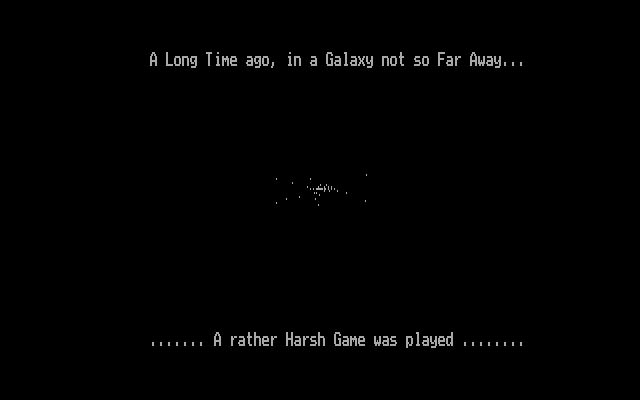 A Long Time ago, in a Galaxy not so Far Away...
....... A rather Harsh Game was played ........